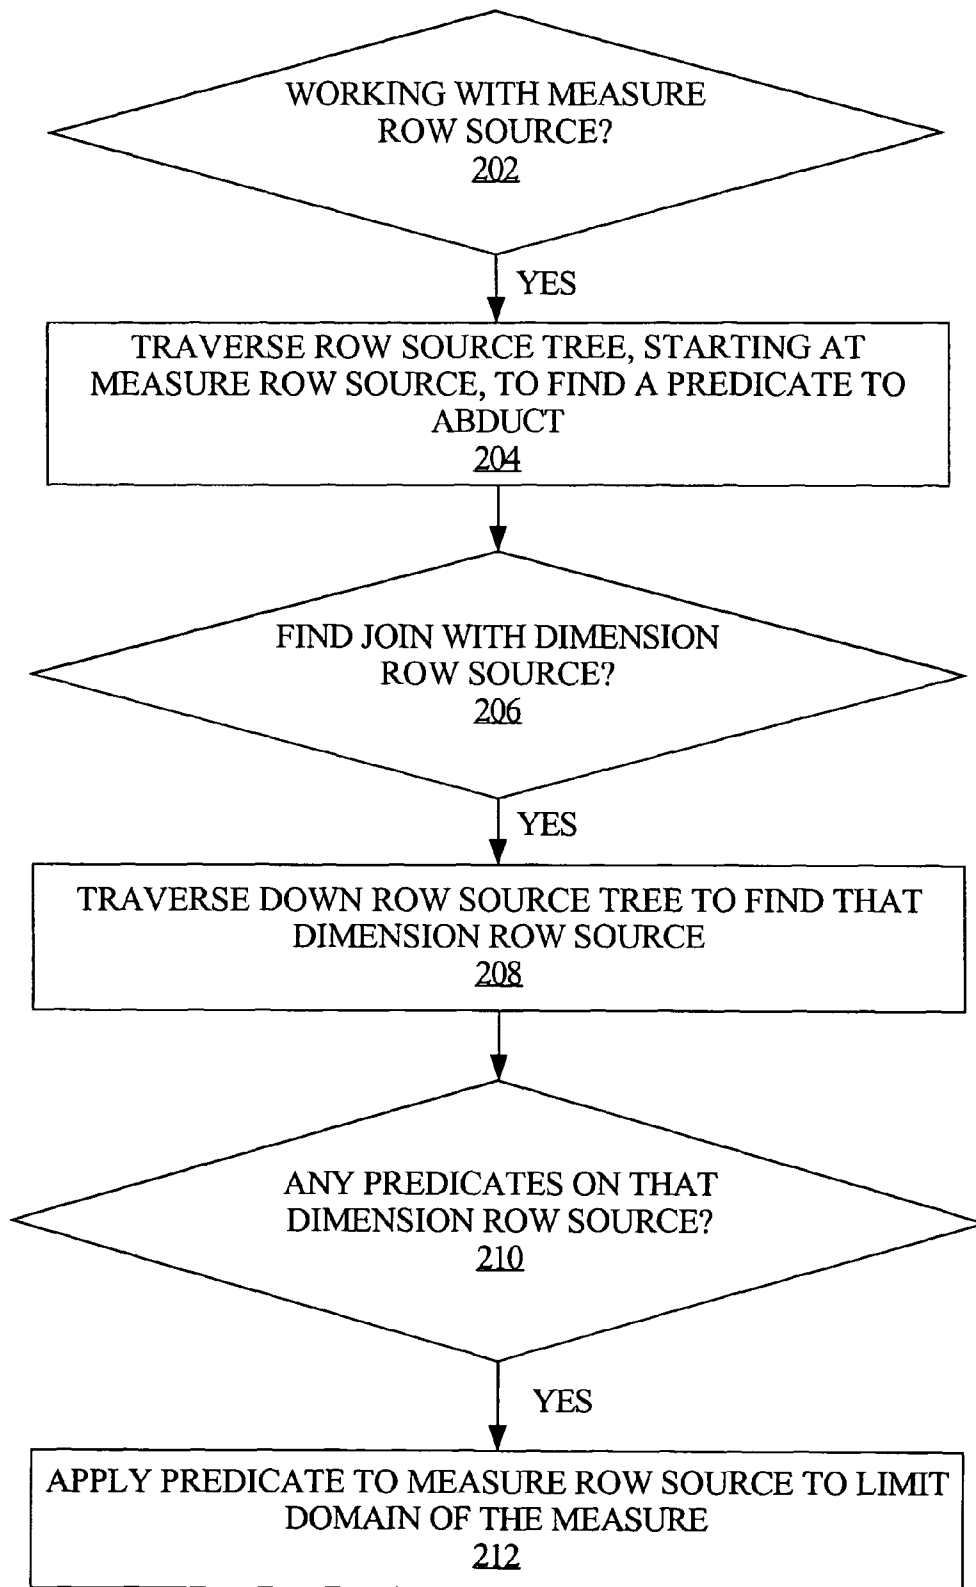 WORKING WITH MEASURE
ROW SOURCE?
202
YES
TRAVERSE ROW SOURCE TREE, STARTING AT
MEASURE ROW SOURCE, TO FIND A PREDICATE TO
ABDUCT
204
FIND JOIN WITH DIMENSION
ROW SOURCE?
206
YES
TRAVERSE DOWN ROW SOURCE TREE TO FIND THAT
DIMENSION ROW SOURCE
208
ANY PREDICATES ON THAT
DIMENSION ROW SOURCE?
210
YES
APPLY PREDICATE TO MEASURE ROW SOURCE TO LIMIT
DOMAIN OF THE MEASURE
212